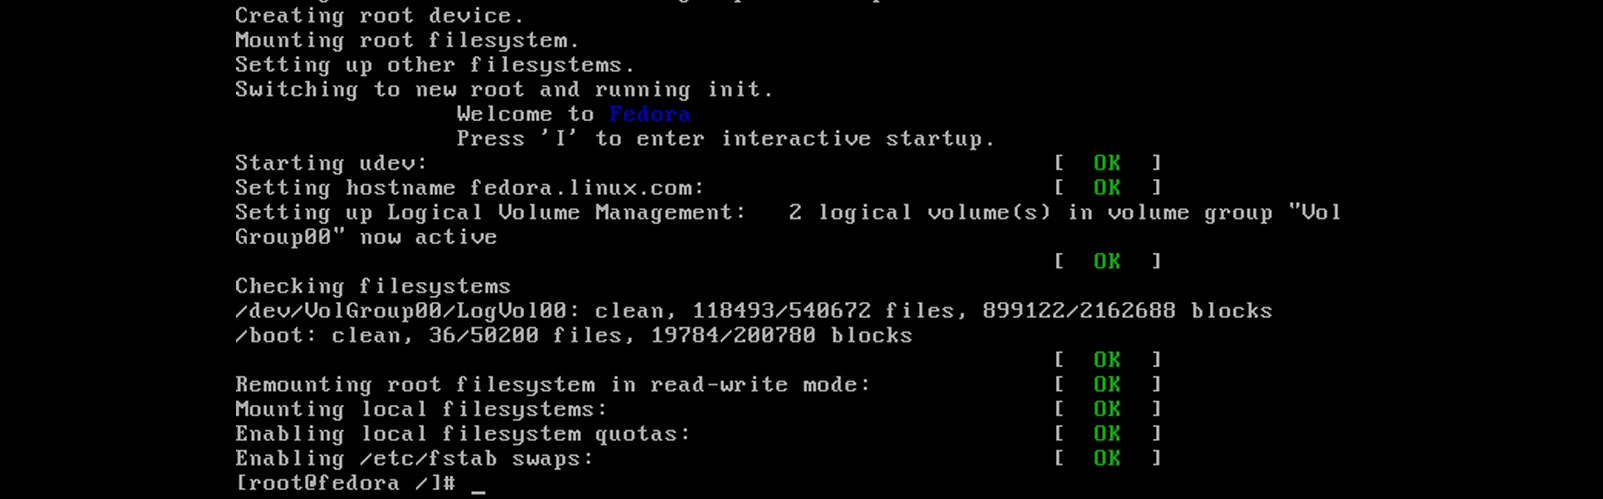 Creating root device.
Mounting root filesystem.
Setting up other filesystems.
Switching to new root and running init.
Welcome to Fedora
Press 'I' to enter interactive startup.
Starting udev: [ OK ]
Setting hostname fedora.linux.com: [ OK ]
Setting up Logical Volume Management: 2 logical volume(s) in volume group "Vol
Group00" now active
[ OK ]
Checking filesystems
/dev/VolGroup00/LogVol00: clean, 118493/540672 files, 899122/2162688 blocks
/boot: clean, 36/50200 files, 19784/200780 blocks
[ OK ]
Remounting root filesystem in read-write mode: [ OK ]
Mounting local filesystems: [ OK ]
Enabling local filesystem quotas: [ OK ]
Enabling /etc/fstab swaps: [ OK ]
[root@fedora /]# _